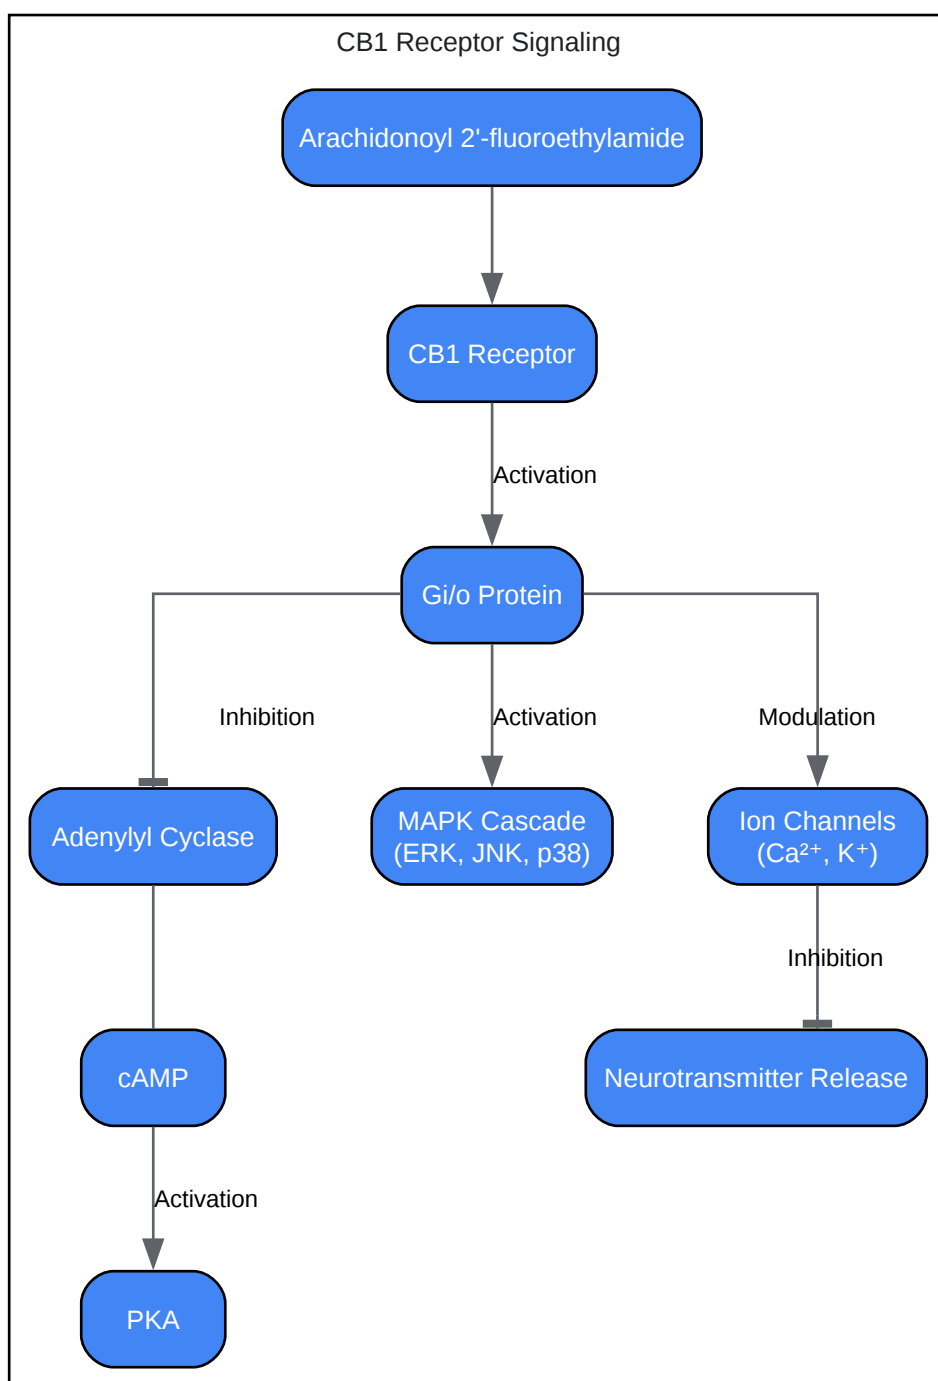 CB1 Receptor Signaling
Arachidonoyl 2'-fluoroethylamide
CB1 Receptor
Activation
Gi/o Protein
Inhibition
Activation
Modulation
Adenylyl Cyclase
MAPK Cascade
(ERK, JNK, p38)
Ion Channels
(Ca²⁺, K⁺)
Inhibition
cAMP
Neurotransmitter Release
Activation
PKA